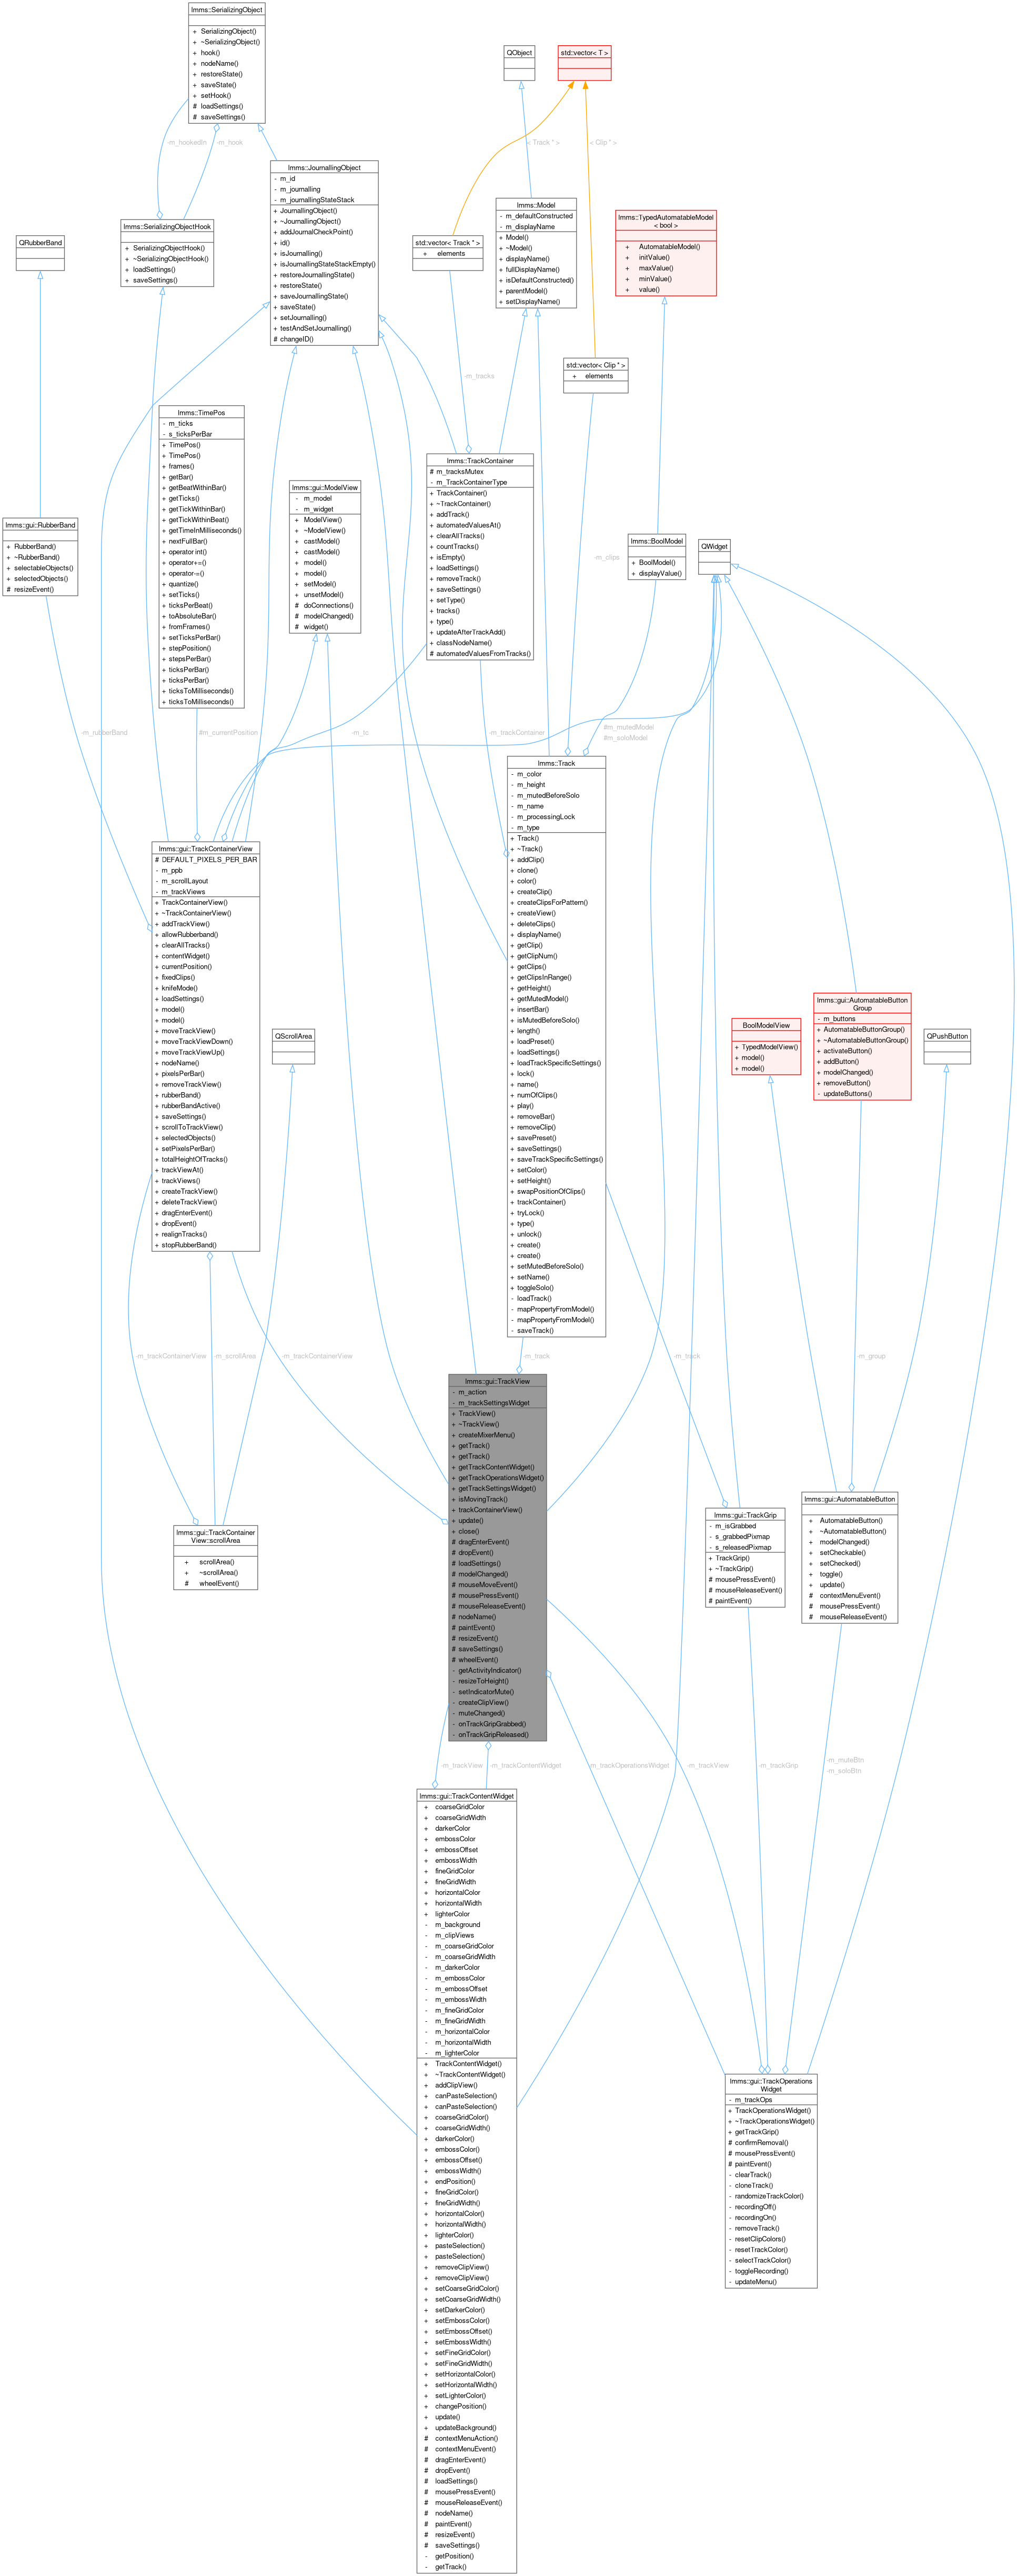 lmms::SerializingObject
+ SerializingObject()
+ ~SerializingObject()
+ hook()
+ nodeName()
+ restoreState()
+ saveState()
+ setHook()
# loadSettings()
# saveSettings()
QObject
std::vector< T >
-m_hookedIn
-m_hook
< Track * >
< Clip * >
lmms::JournallingObject
- m_id
- m_journalling
- m_journallingStateStack
+ JournallingObject()
+ ~JournallingObject()
+ addJournalCheckPoint()
+ id()
+ isJournalling()
+ isJournallingStateStackEmpty()
+ restoreJournallingState()
+ restoreState()
+ saveJournallingState()
+ saveState()
+ setJournalling()
+ testAndSetJournalling()
# changeID()
lmms::Model
- m_defaultConstructed
- m_displayName
+ Model()
+ ~Model()
+ displayName()
+ fullDisplayName()
+ isDefaultConstructed()
+ parentModel()
+ setDisplayName()
lmms::TypedAutomatableModel
< bool >
+ AutomatableModel()
+ initValue()
+ maxValue()
+ minValue()
+ value()
lmms::SerializingObjectHook
+ SerializingObjectHook()
+ ~SerializingObjectHook()
+ loadSettings()
+ saveSettings()
QRubberBand
std::vector< Track * >
+ elements
std::vector< Clip * >
+ elements
-m_tracks
lmms::TimePos
- m_ticks
- s_ticksPerBar
+ TimePos()
+ TimePos()
+ frames()
+ getBar()
+ getBeatWithinBar()
+ getTicks()
+ getTickWithinBar()
+ getTickWithinBeat()
+ getTimeInMilliseconds()
+ nextFullBar()
+ operator int()
+ operator+=()
+ operator-=()
+ quantize()
+ setTicks()
+ ticksPerBeat()
+ toAbsoluteBar()
+ fromFrames()
+ setTicksPerBar()
+ stepPosition()
+ stepsPerBar()
+ ticksPerBar()
+ ticksPerBar()
+ ticksToMilliseconds()
+ ticksToMilliseconds()
lmms::gui::ModelView
- m_model
- m_widget
+ ModelView()
+ ~ModelView()
+ castModel()
+ castModel()
+ model()
+ model()
+ setModel()
+ unsetModel()
# doConnections()
# modelChanged()
# widget()
lmms::TrackContainer
# m_tracksMutex
- m_TrackContainerType
+ TrackContainer()
+ ~TrackContainer()
+ addTrack()
+ automatedValuesAt()
+ clearAllTracks()
+ countTracks()
+ isEmpty()
+ loadSettings()
+ removeTrack()
+ saveSettings()
+ setType()
+ tracks()
+ type()
+ updateAfterTrackAdd()
+ classNodeName()
# automatedValuesFromTracks()
lmms::gui::RubberBand
+ RubberBand()
+ ~RubberBand()
+ selectableObjects()
+ selectedObjects()
# resizeEvent()
lmms::BoolModel
+ BoolModel()
+ displayValue()
QWidget
-m_clips
-m_rubberBand
#m_currentPosition
-m_tc
-m_trackContainer
#m_mutedModel
#m_soloModel
lmms::Track
- m_color
- m_height
- m_mutedBeforeSolo
- m_name
- m_processingLock
- m_type
+ Track()
+ ~Track()
+ addClip()
+ clone()
+ color()
+ createClip()
+ createClipsForPattern()
+ createView()
+ deleteClips()
+ displayName()
+ getClip()
+ getClipNum()
+ getClips()
+ getClipsInRange()
+ getHeight()
+ getMutedModel()
+ insertBar()
+ isMutedBeforeSolo()
+ length()
+ loadPreset()
+ loadSettings()
+ loadTrackSpecificSettings()
+ lock()
+ name()
+ numOfClips()
+ play()
+ removeBar()
+ removeClip()
+ savePreset()
+ saveSettings()
+ saveTrackSpecificSettings()
+ setColor()
+ setHeight()
+ swapPositionOfClips()
+ trackContainer()
+ tryLock()
+ type()
+ unlock()
+ create()
+ create()
+ setMutedBeforeSolo()
+ setName()
+ toggleSolo()
- loadTrack()
- mapPropertyFromModel()
- mapPropertyFromModel()
- saveTrack()
lmms::gui::TrackContainerView
# DEFAULT_PIXELS_PER_BAR
- m_ppb
- m_scrollLayout
- m_trackViews
+ TrackContainerView()
+ ~TrackContainerView()
+ addTrackView()
+ allowRubberband()
+ clearAllTracks()
+ contentWidget()
+ currentPosition()
+ fixedClips()
+ knifeMode()
+ loadSettings()
+ model()
+ model()
+ moveTrackView()
+ moveTrackViewDown()
+ moveTrackViewUp()
+ nodeName()
+ pixelsPerBar()
+ removeTrackView()
+ rubberBand()
+ rubberBandActive()
+ saveSettings()
+ scrollToTrackView()
+ selectedObjects()
+ setPixelsPerBar()
+ totalHeightOfTracks()
+ trackViewAt()
+ trackViews()
+ createTrackView()
+ deleteTrackView()
+ dragEnterEvent()
+ dropEvent()
+ realignTracks()
+ stopRubberBand()
QScrollArea
BoolModelView
+ TypedModelView()
+ model()
+ model()
lmms::gui::AutomatableButton
Group
- m_buttons
+ AutomatableButtonGroup()
+ ~AutomatableButtonGroup()
+ activateButton()
+ addButton()
+ modelChanged()
+ removeButton()
- updateButtons()
QPushButton
-m_trackContainerView
-m_scrollArea
-m_trackContainerView
-m_track
-m_track
-m_group
lmms::gui::TrackView
- m_action
- m_trackSettingsWidget
+ TrackView()
+ ~TrackView()
+ createMixerMenu()
+ getTrack()
+ getTrack()
+ getTrackContentWidget()
+ getTrackOperationsWidget()
+ getTrackSettingsWidget()
+ isMovingTrack()
+ trackContainerView()
+ update()
+ close()
# dragEnterEvent()
# dropEvent()
# loadSettings()
# modelChanged()
# mouseMoveEvent()
# mousePressEvent()
# mouseReleaseEvent()
# nodeName()
# paintEvent()
# resizeEvent()
# saveSettings()
# wheelEvent()
- getActivityIndicator()
- resizeToHeight()
- setIndicatorMute()
- createClipView()
- muteChanged()
- onTrackGripGrabbed()
- onTrackGripReleased()
lmms::gui::TrackContainer
View::scrollArea
+ scrollArea()
+ ~scrollArea()
# wheelEvent()
lmms::gui::TrackGrip
- m_isGrabbed
- s_grabbedPixmap
- s_releasedPixmap
+ TrackGrip()
+ ~TrackGrip()
# mousePressEvent()
# mouseReleaseEvent()
# paintEvent()
lmms::gui::AutomatableButton
+ AutomatableButton()
+ ~AutomatableButton()
+ modelChanged()
+ setCheckable()
+ setChecked()
+ toggle()
+ update()
# contextMenuEvent()
# mousePressEvent()
# mouseReleaseEvent()
-m_trackView
-m_trackContentWidget
-m_trackOperationsWidget
-m_trackView
-m_trackGrip
-m_muteBtn
-m_soloBtn
lmms::gui::TrackContentWidget
+ coarseGridColor
+ coarseGridWidth
+ darkerColor
+ embossColor
+ embossOffset
+ embossWidth
+ fineGridColor
+ fineGridWidth
+ horizontalColor
+ horizontalWidth
+ lighterColor
- m_background
- m_clipViews
- m_coarseGridColor
- m_coarseGridWidth
- m_darkerColor
- m_embossColor
- m_embossOffset
- m_embossWidth
- m_fineGridColor
- m_fineGridWidth
- m_horizontalColor
- m_horizontalWidth
- m_lighterColor
+ TrackContentWidget()
+ ~TrackContentWidget()
+ addClipView()
+ canPasteSelection()
+ canPasteSelection()
+ coarseGridColor()
+ coarseGridWidth()
+ darkerColor()
+ embossColor()
+ embossOffset()
+ embossWidth()
+ endPosition()
+ fineGridColor()
+ fineGridWidth()
+ horizontalColor()
+ horizontalWidth()
+ lighterColor()
+ pasteSelection()
+ pasteSelection()
+ removeClipView()
+ removeClipView()
+ setCoarseGridColor()
+ setCoarseGridWidth()
+ setDarkerColor()
+ setEmbossColor()
+ setEmbossOffset()
+ setEmbossWidth()
+ setFineGridColor()
+ setFineGridWidth()
+ setHorizontalColor()
+ setHorizontalWidth()
+ setLighterColor()
+ changePosition()
+ update()
+ updateBackground()
# contextMenuAction()
# contextMenuEvent()
# dragEnterEvent()
# dropEvent()
# loadSettings()
# mousePressEvent()
# mouseReleaseEvent()
# nodeName()
# paintEvent()
# resizeEvent()
# saveSettings()
- getPosition()
- getTrack()
lmms::gui::TrackOperations
Widget
- m_trackOps
+ TrackOperationsWidget()
+ ~TrackOperationsWidget()
+ getTrackGrip()
# confirmRemoval()
# mousePressEvent()
# paintEvent()
- clearTrack()
- cloneTrack()
- randomizeTrackColor()
- recordingOff()
- recordingOn()
- removeTrack()
- resetClipColors()
- resetTrackColor()
- selectTrackColor()
- toggleRecording()
- updateMenu()